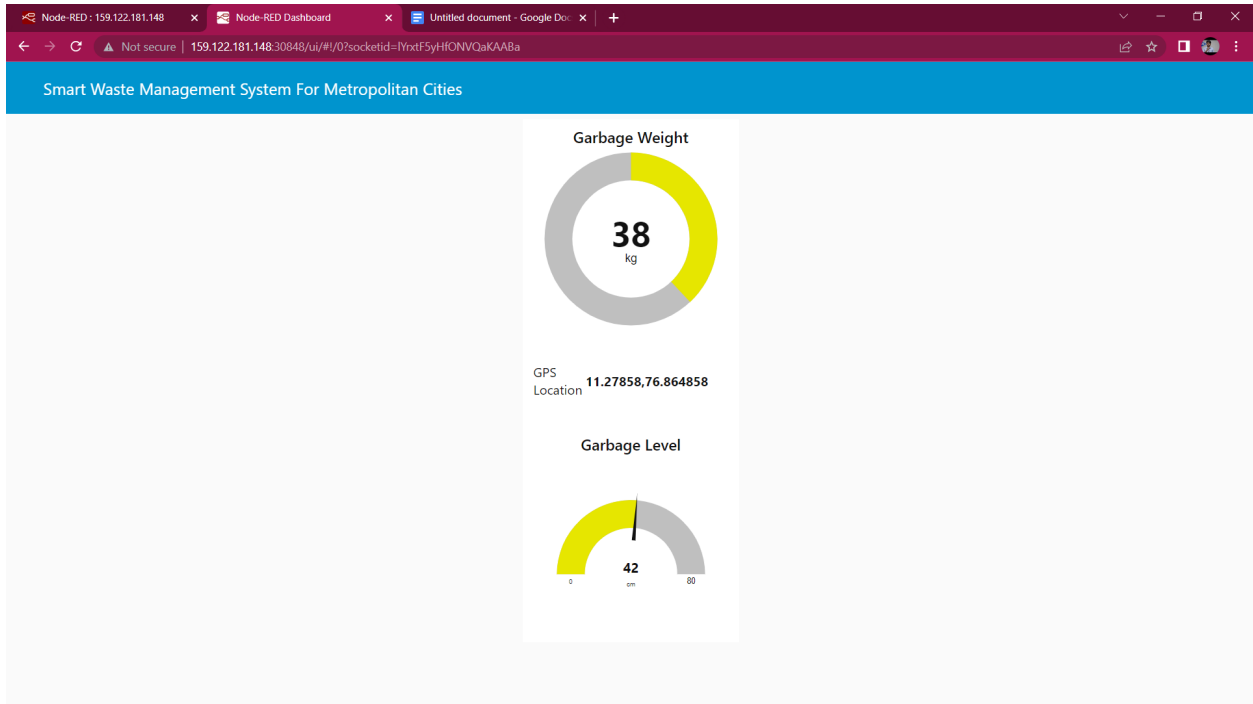 Node-RED : 159.122.181.148
Node-RED Dashboard
Untitled document - Google Doc
Not secure | 159.122.181.148:30848/ui/#!/0?socketid=lYrxtF5yHfONVQaKAABa
Smart Waste Management System For Metropolitan Cities
Garbage Weight
38
kg
GPS
Location 11.27858,76.864858
Garbage Level
42
0 cm 80